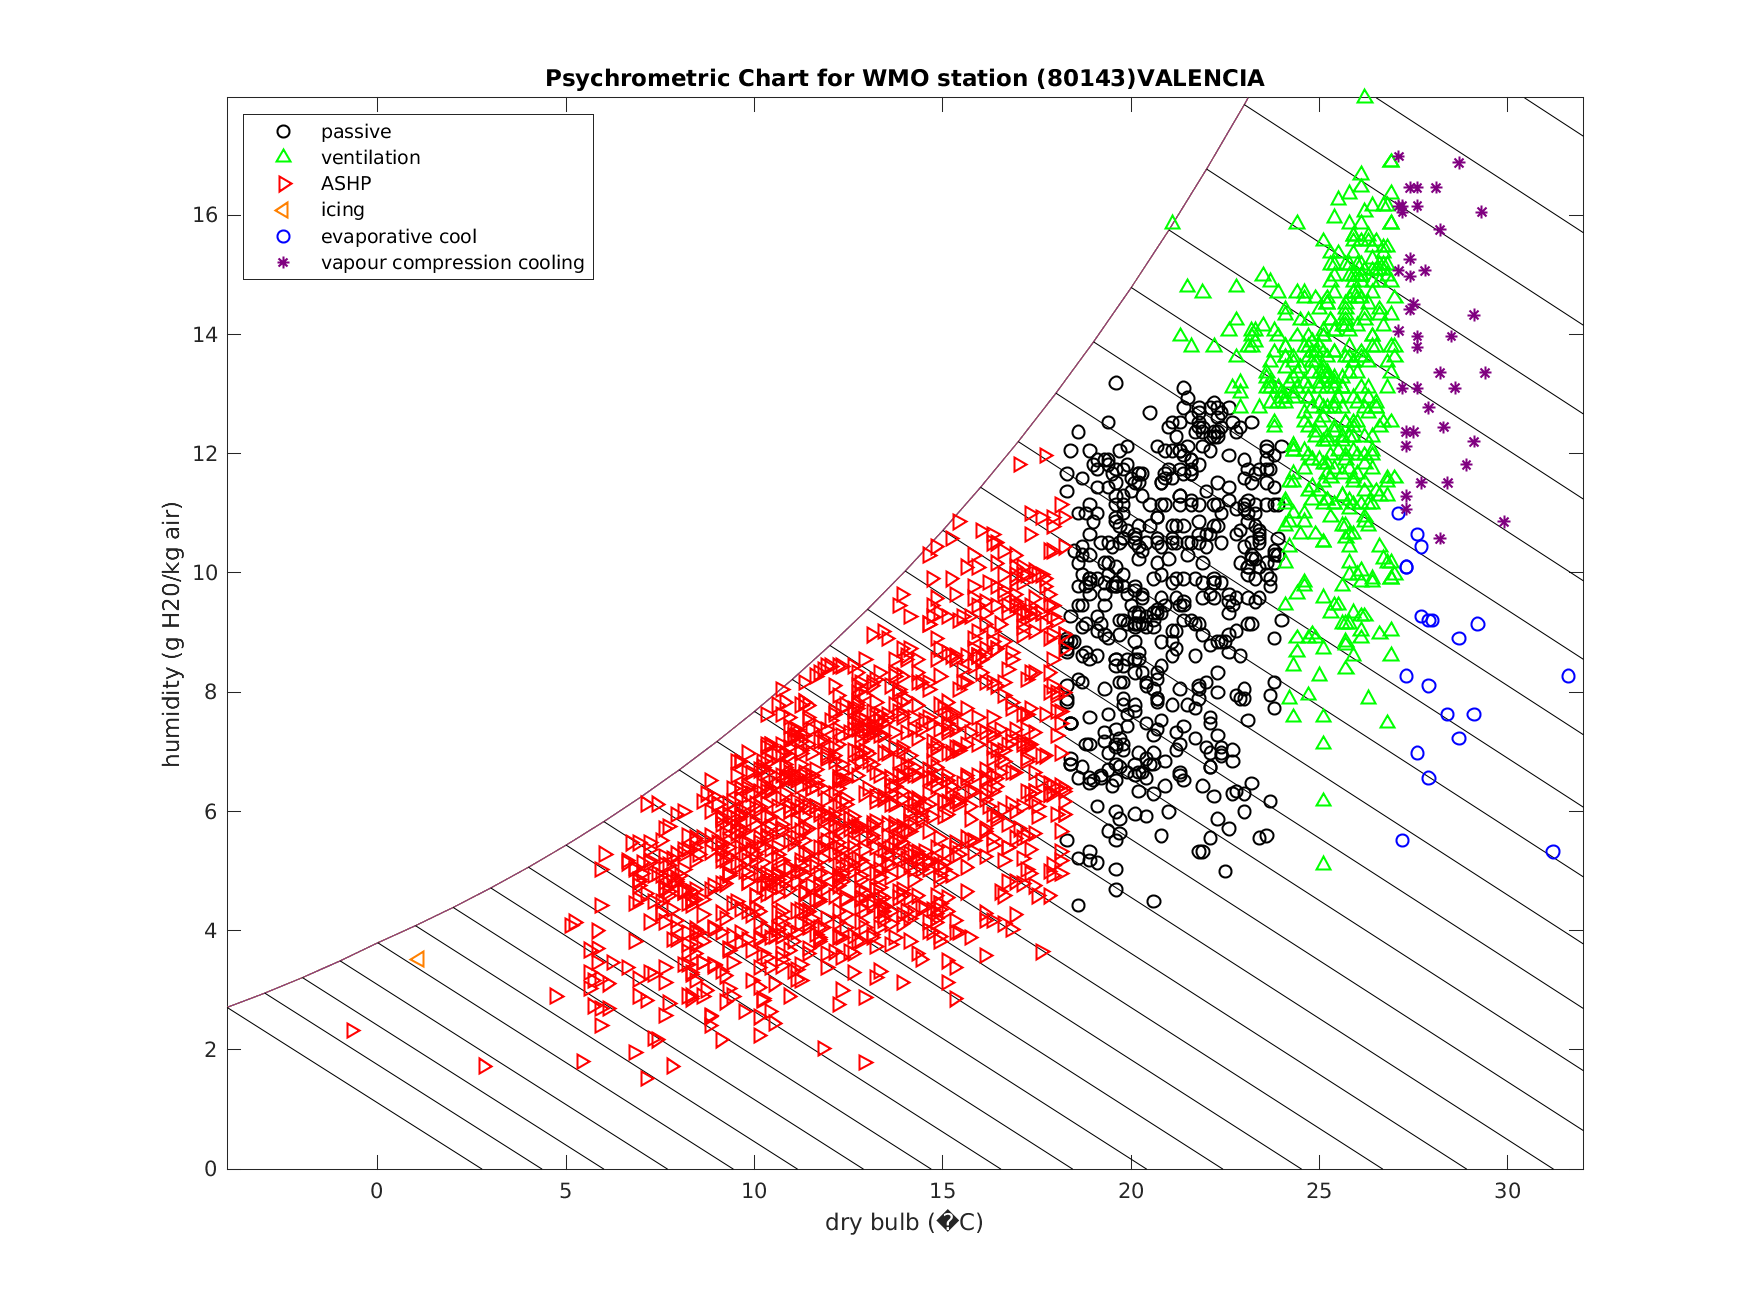 Psychrometric Chart for WMO station (80143)VALENCIA
passive
ventilation
ASHP
icing
evaporative cool
vapour compression cooling
humidity (g H20/kg air)
16
14
12
10
8
6
4
2
0
0 5 10 15 20 25 30
dry bulb (�C)